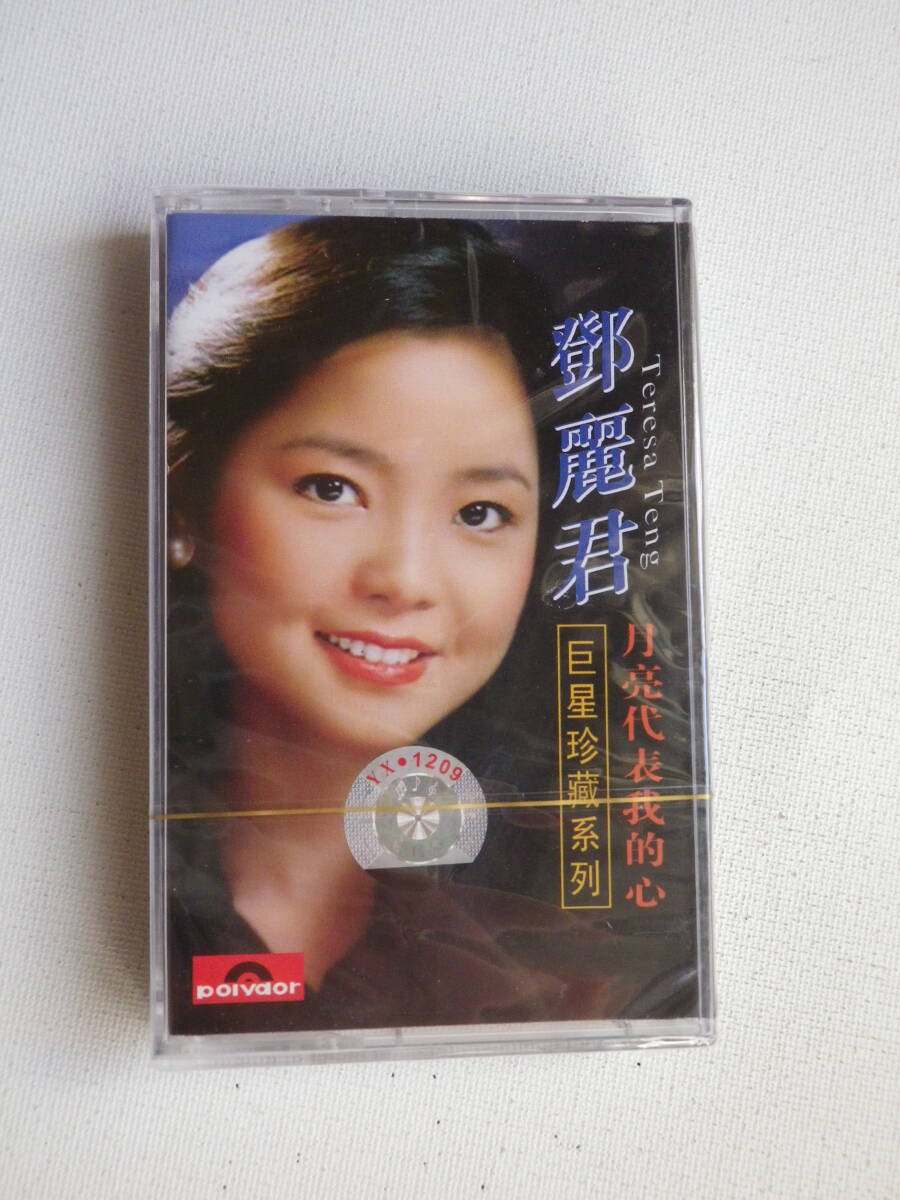 鄧麗君
Teresa Teng
月亮代表我的心
巨星珍藏系列
YX●1209
poivdor